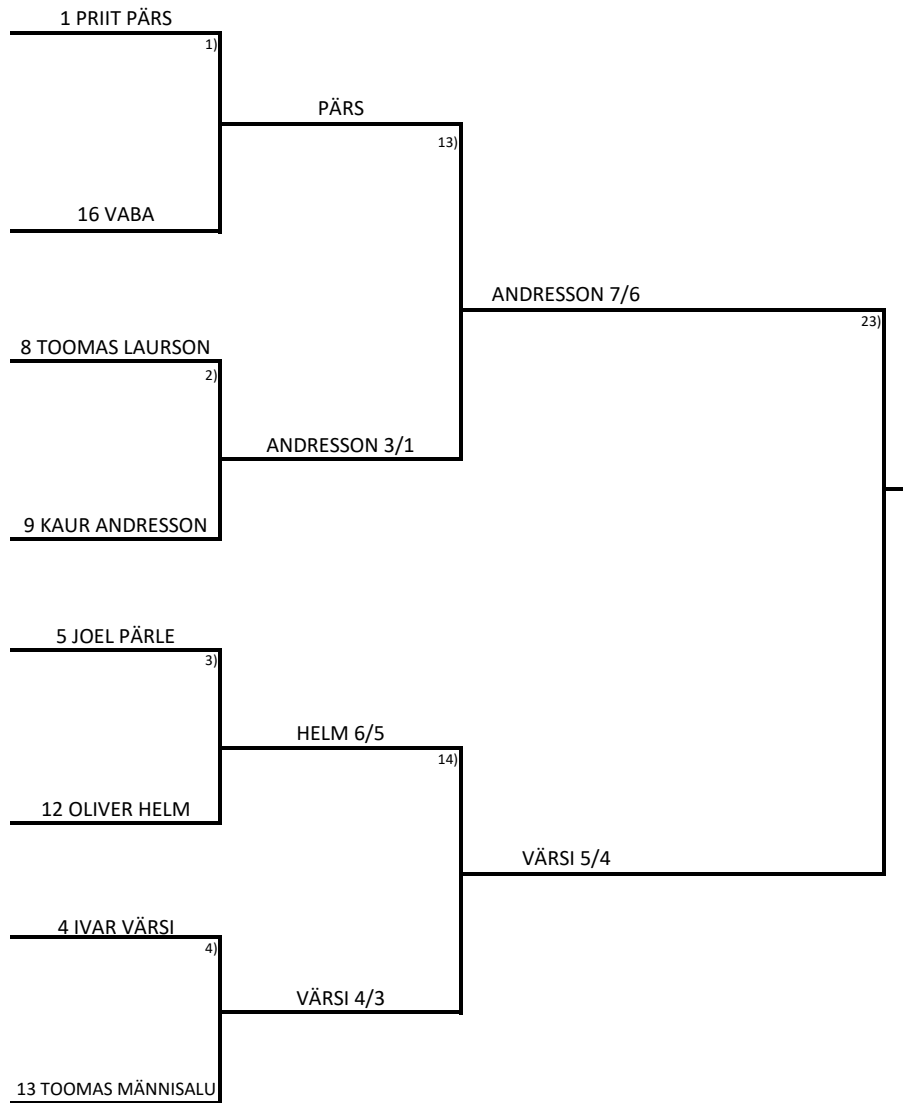 1 PRIIT PÄRS
1)
PÄRS
13)
16 VABA
ANDRESSON 7/6
23)
8 TOOMAS LAURSON
2)
ANDRESSON 3/1
9 KAUR ANDRESSON
5 JOEL PÄRLE
3)
HELM 6/5
14)
12 OLIVER HELM
VÄRSI 5/4
4 IVAR VÄRSI
4)
VÄRSI 4/3
13 TOOMAS MÄNNISALU